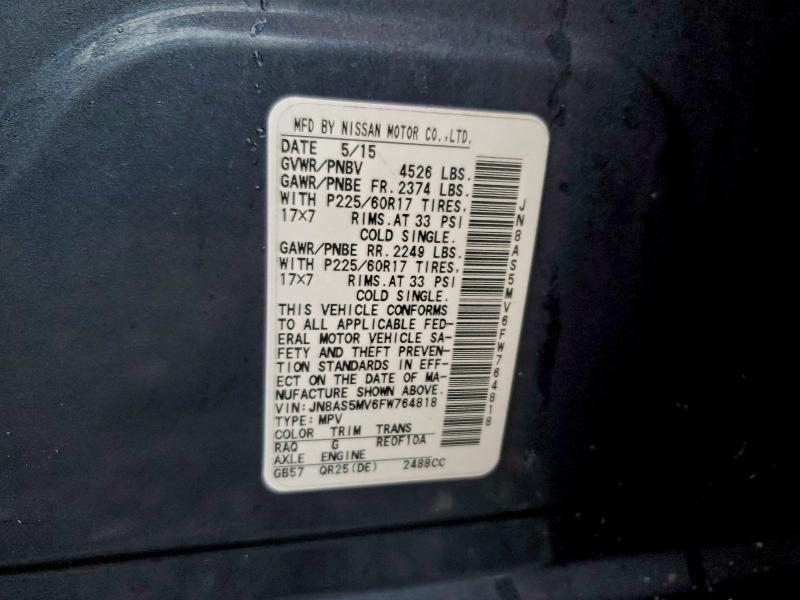 MFD BY NISSAN MOTOR CO.,LTD.
DATE 5/15
GVWR/PNBV 4526 LBS.
GAWR/PNBE FR. 2374 LBS.
WITH P225/60R17 TIRES,
17×7 RIMS.AT 33 PSI
COLD SINGLE.
GAWR/PNBE RR. 2249 LBS.
WITH P225/60R17 TIRES,
17×7 RIMS.AT 33 PSI
COLD SINGLE.
THIS VEHICLE CONFORMS
TO ALL APPLICABLE FED-
ERAL MOTOR VEHICLE SA-
FETY AND THEFT PREVEN-
TION STANDARDS IN EFF-
ECT ON THE DATE OF MA-
NUFACTURE SHOWN ABOVE.
VIN:JN8AS5MV6FW764818
TYPE: MPV
COLOR TRIM TRANS
RAQ G RE0F10A
AXLE ENGINE
GB57 QR25(DE) 2488CC
JN8AS5MV6FW764818